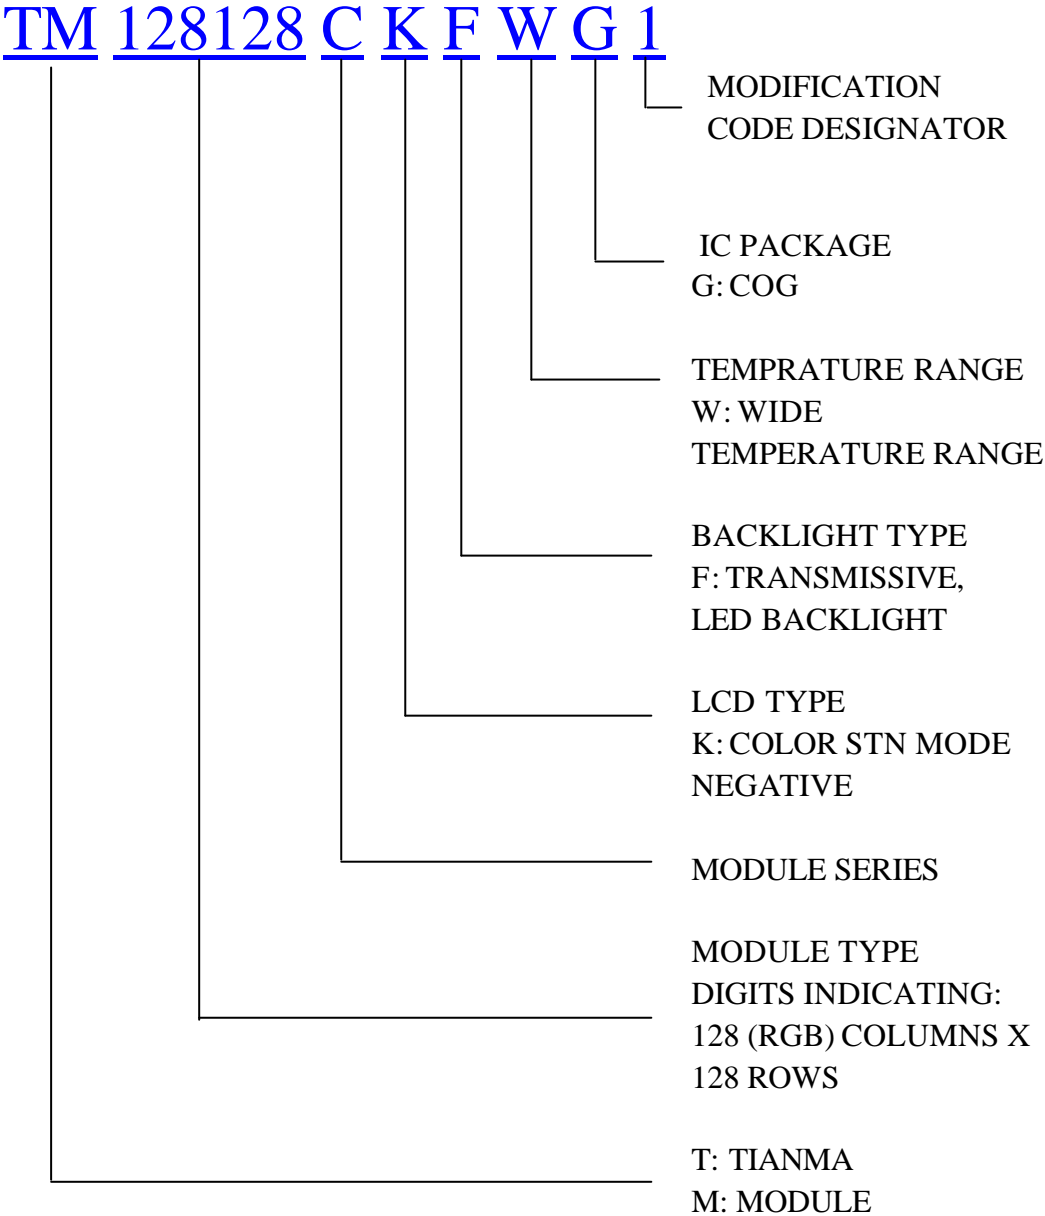 TM 128128 C K F W G 1
MODIFICATION
CODE DESIGNATOR
IC PACKAGE
G: COG
TEMPRATURE RANGE
W: WIDE
TEMPERATURE RANGE
BACKLIGHT TYPE
F: TRANSMISSIVE,
LED BACKLIGHT
LCD TYPE
K: COLOR STN MODE
NEGATIVE
MODULE SERIES
MODULE TYPE
DIGITS INDICATING:
128 (RGB) COLUMNS X
128 ROWS
T: TIANMA
M: MODULE